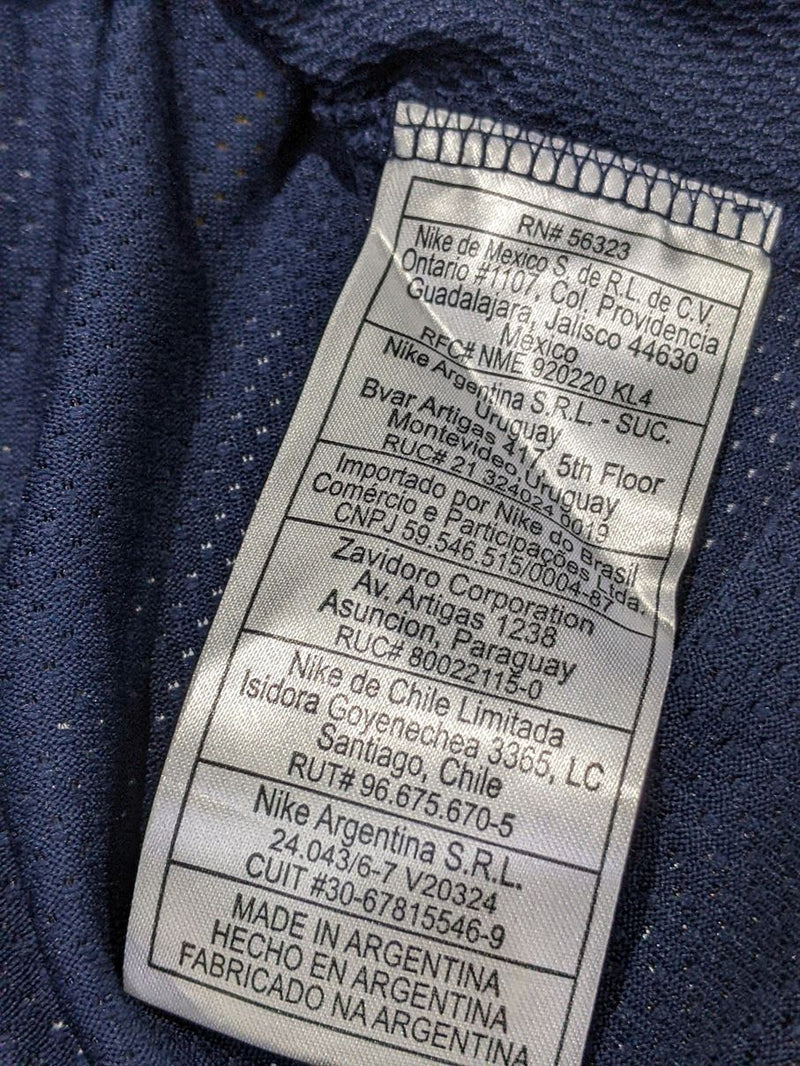 RN# 56323
Nike de Mexico S. de R.L. de C.V.
Ontario #1107, Col. Providencia
Guadalajara, Jalisco 44630
México
RFC# NME 920220 KL4
Nike Argentina S.R.L. - SUC.
Uruguay
Bvar Artigas 417, 5th Floor
Montevideo, Uruguay
RUC# 21 324024 0019
Importado por Nike do Brasil
Comércio e Participações Ltda.
CNPJ 59.546.515/0004-87
Zavidoro Corporation
Av. Artigas 1238
Asuncion, Paraguay
RUC# 80022115-0
Nike de Chile Limitada
Isidora Goyenechea 3365, LC
Santiago, Chile
RUT# 96.675.670-5
Nike Argentina S.R.L.
24.043/6-7 V20324
CUIT #30-67815546-9
MADE IN ARGENTINA
HECHO EN ARGENTINA
FABRICADO NA ARGENTINA